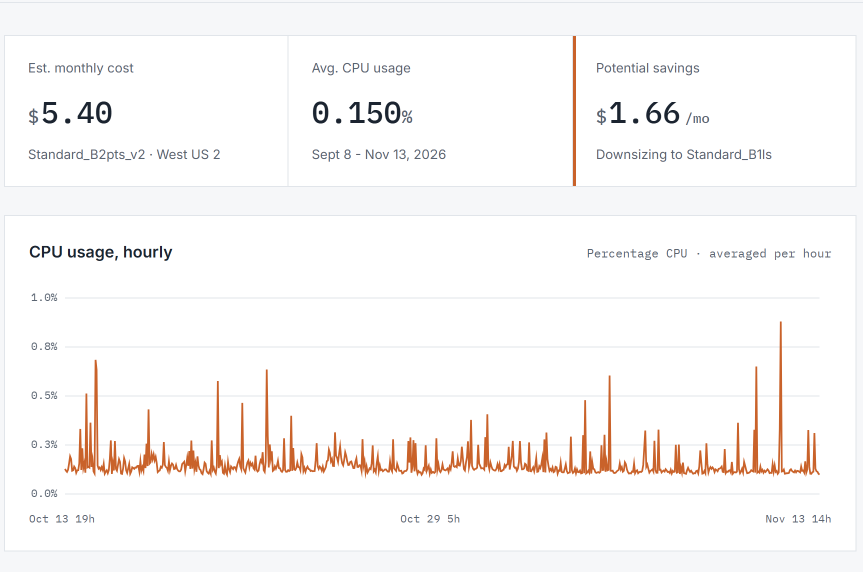 Est. monthly cost
$5.40
Standard_B2pts_v2 · West US 2
Avg. CPU usage
0.150%
Sept 8 - Nov 13, 2026
Potential savings
$1.66 /mo
Downsizing to Standard_B1ls
CPU usage, hourly
Percentage CPU · averaged per hour
1.0%
0.8%
0.5%
0.3%
0.0%
Oct 13 19h
Oct 29 5h
Nov 13 14h